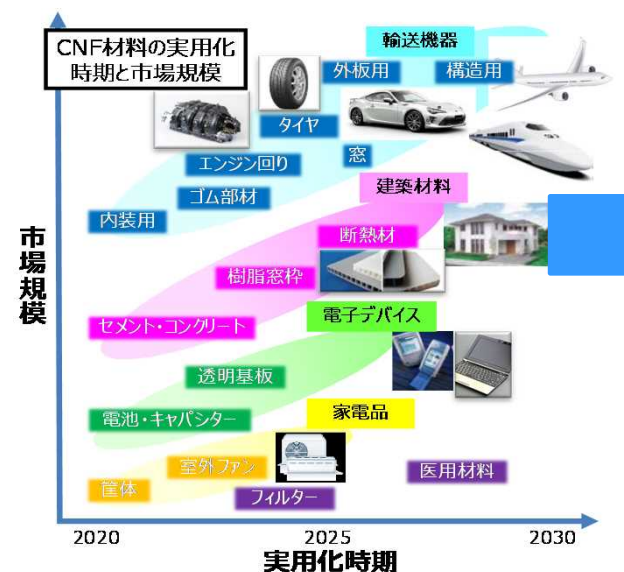 CNF材料の実用化
時期と市場規模
輸送機器
外板用
構造用
タイヤ
エンジン回り
窓
ゴム部材
内装用
建築材料
断熱材
樹脂窓枠
セメント・コンクリート
電子デバイス
透明基板
電池・キャパシター
家電品
室外ファン
筐体
フィルター
医用材料
市場規模
2020
2025
2030
実用化時期